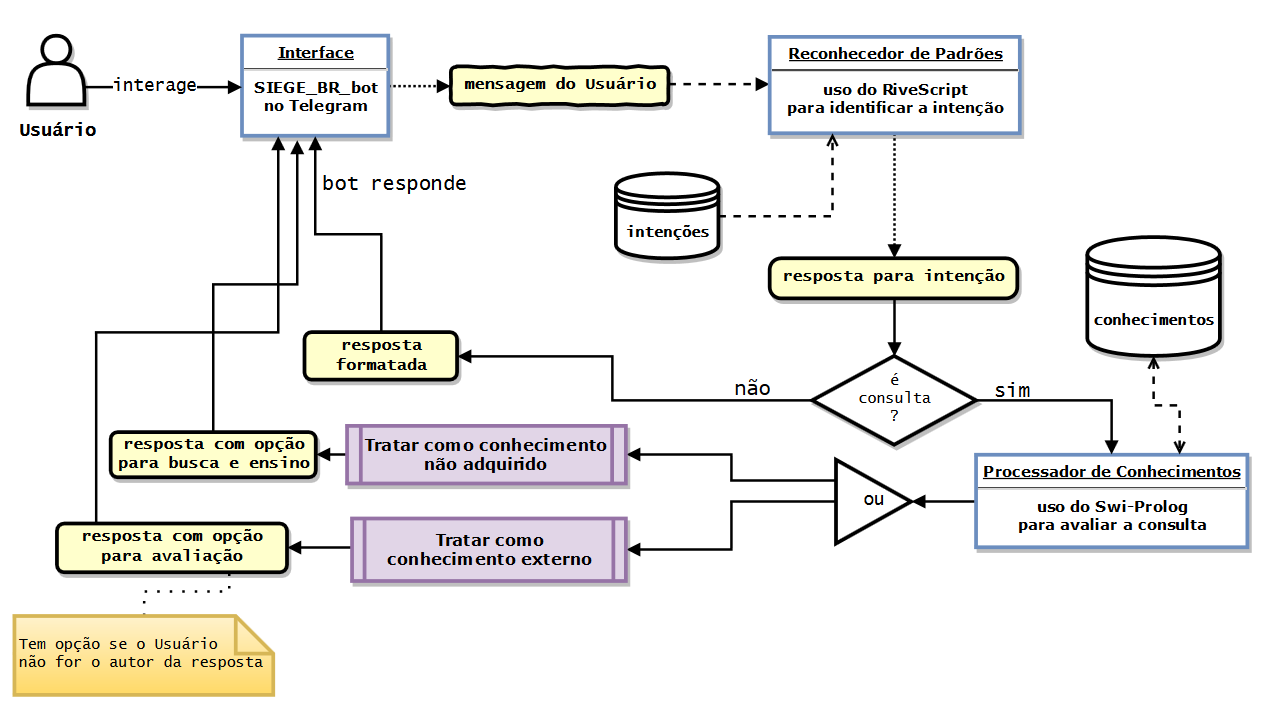 Usuário
interage
Interface
SIEGE_BR_bot
no Telegram
mensagem do Usuário
Reconhecedor de Padrões
uso do RiveScript
para identificar a intenção
bot responde
intenções
resposta para intenção
conhecimentos
é
consulta
?
não
sim
resposta
formatada
Processador de Conhecimentos
uso do Swi-Prolog
para avaliar a consulta
ou
Tratar como conhecimento
não adquirido
resposta com opção
para busca e ensino
Tratar como
conhecimento externo
resposta com opção
para avaliação
Tem opção se o Usuário
não for o autor da resposta